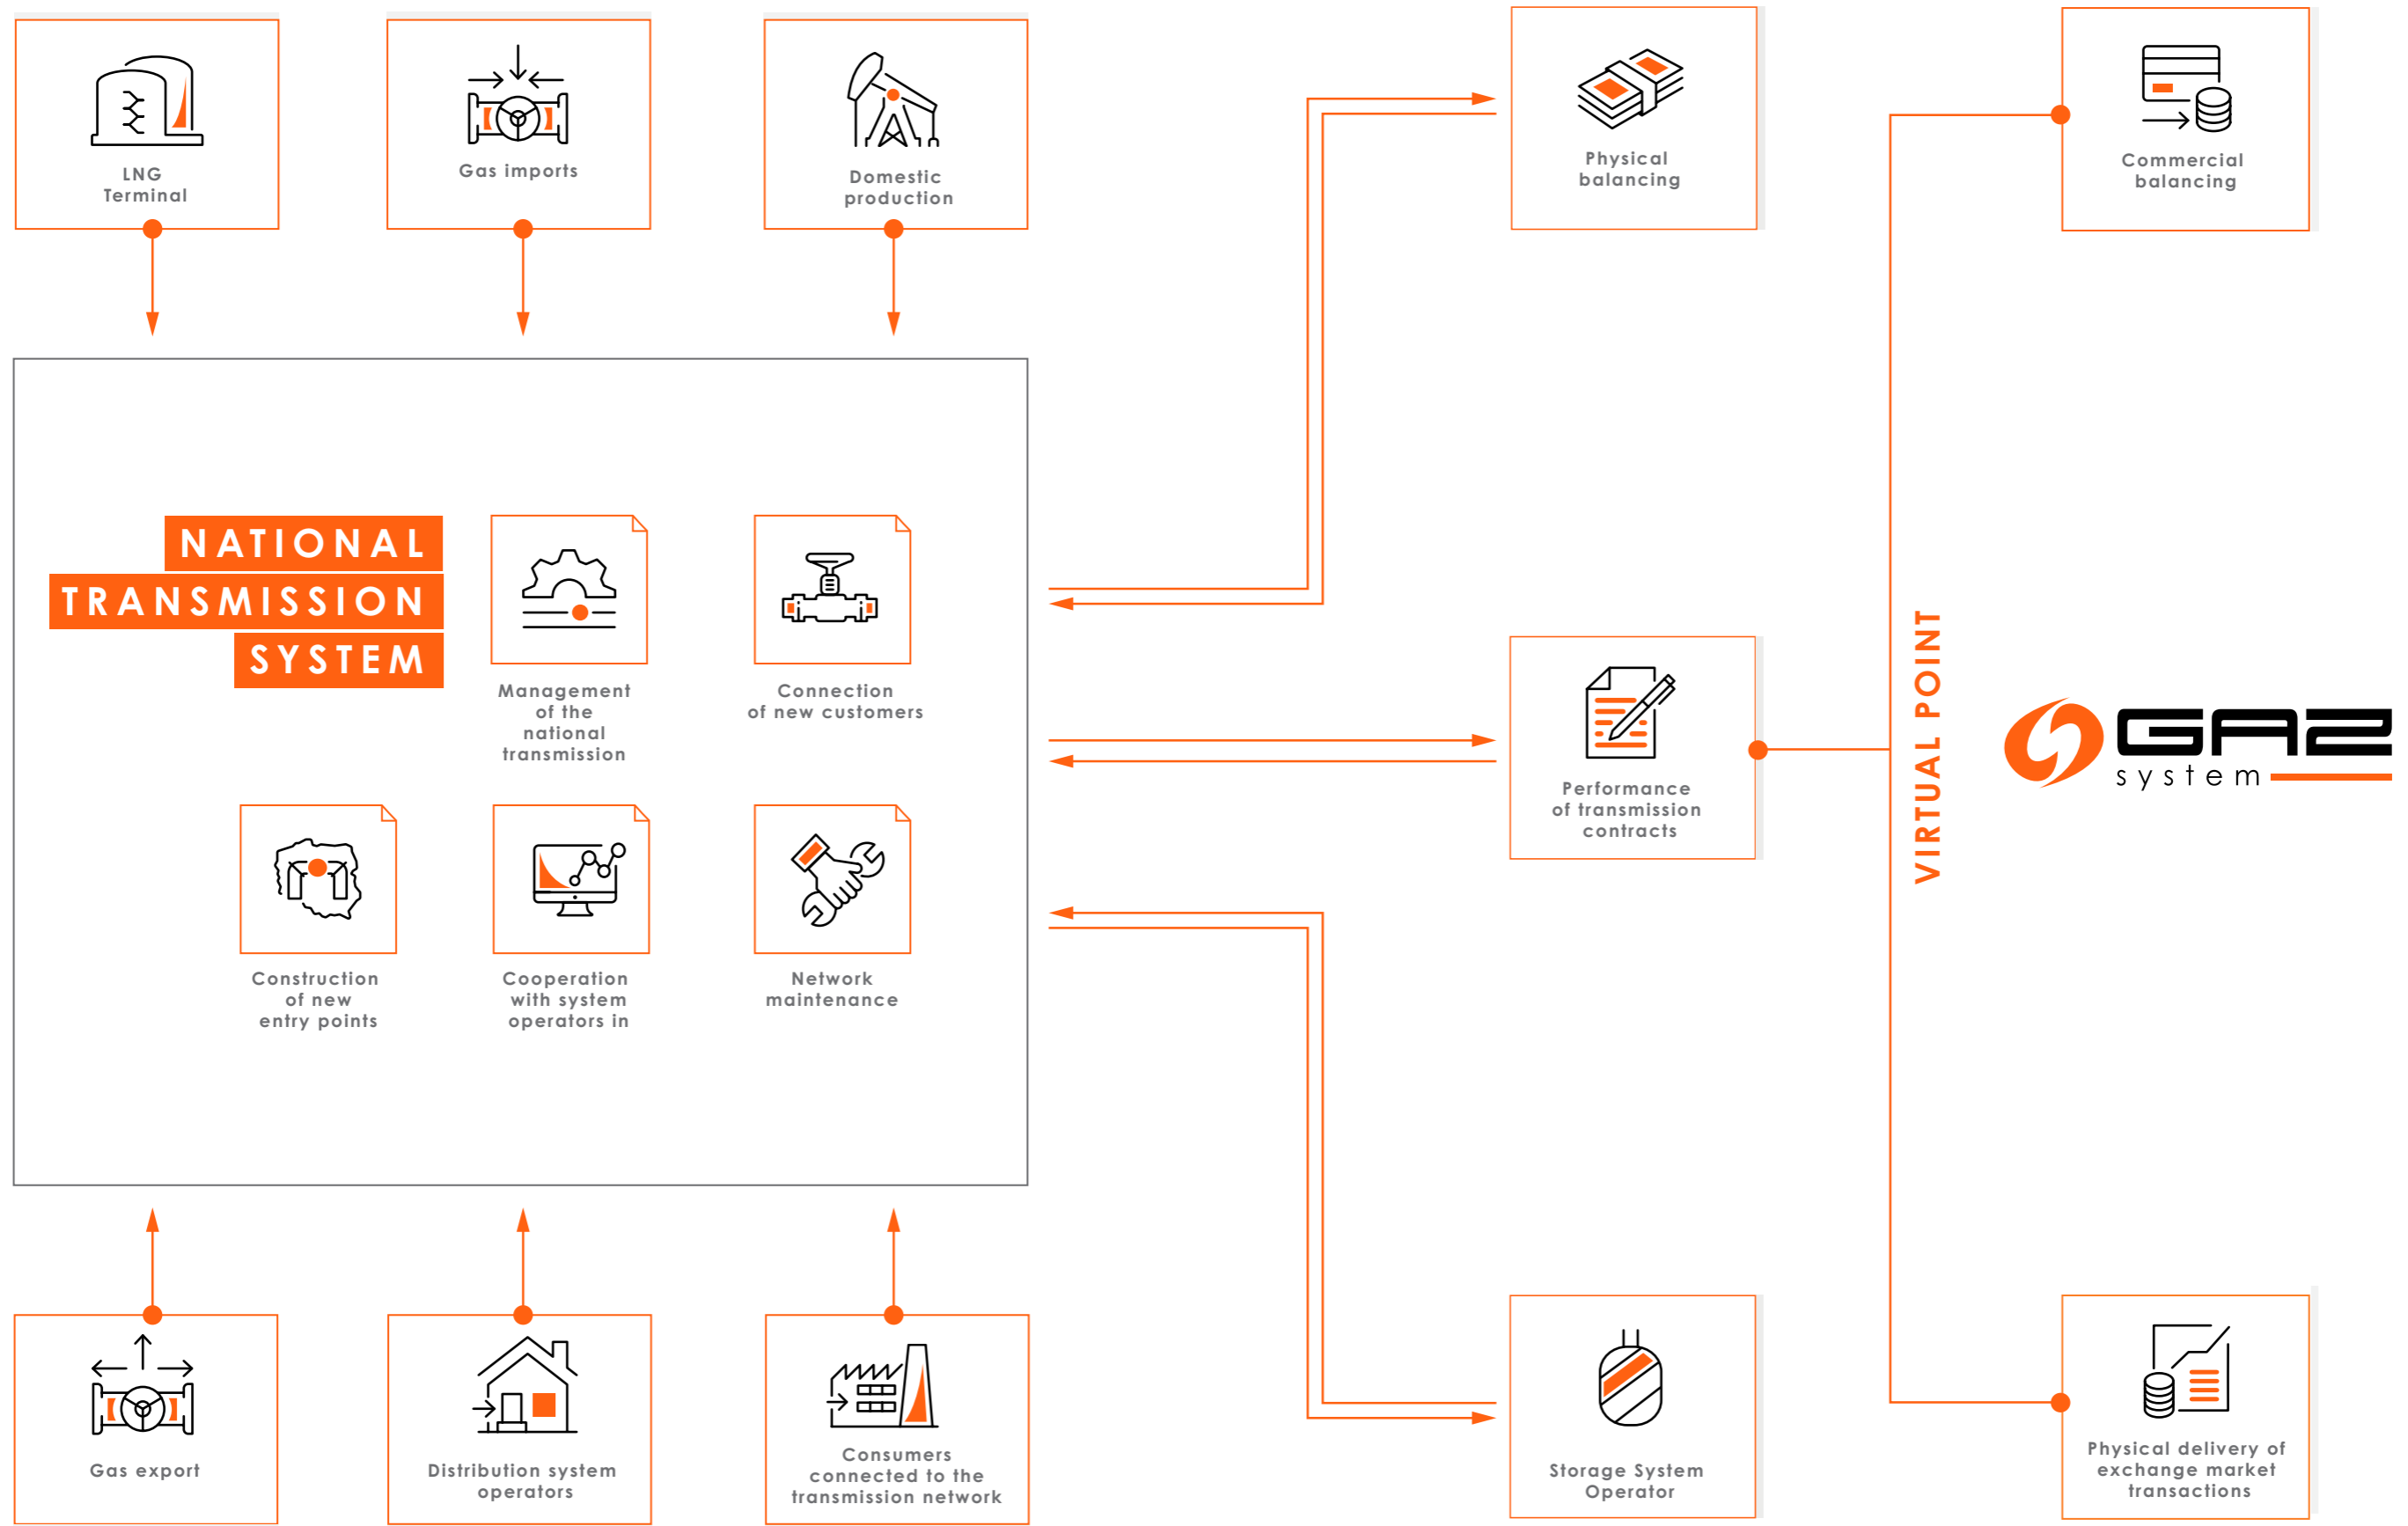 LNG
Terminal
Gas imports
Domestic
production
Physical
balancing
Commercial
balancing
NATIONAL
TRANSMISSION
SYSTEM
Management
of the
national
transmission
Connection
of new customers
Construction
of new
entry points
Cooperation
with system
operators in
Network
maintenance
Performance
of transmission
contracts
VIRTUAL POINT
GAZ
system
Gas export
Distribution system
operators
Consumers
connected to the
transmission network
Storage System
Operator
Physical delivery of
exchange market
transactions